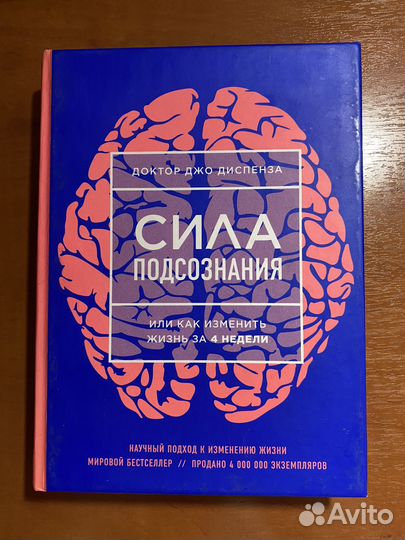 ДОКТОР ДЖО ДИСПЕНЗА
СИЛА
ПОДСОЗНАНИЯ
ИЛИ КАК ИЗМЕНИТЬ
ЖИЗНЬ ЗА 4 НЕДЕЛИ
НАУЧНЫЙ ПОДХОД К ИЗМЕНЕНИЮ ЖИЗНИ
МИРОВОЙ БЕСТСЕЛЛЕР // ПРОДАНО 4 000 000 ЭКЗЕМПЛЯРОВ
Avito